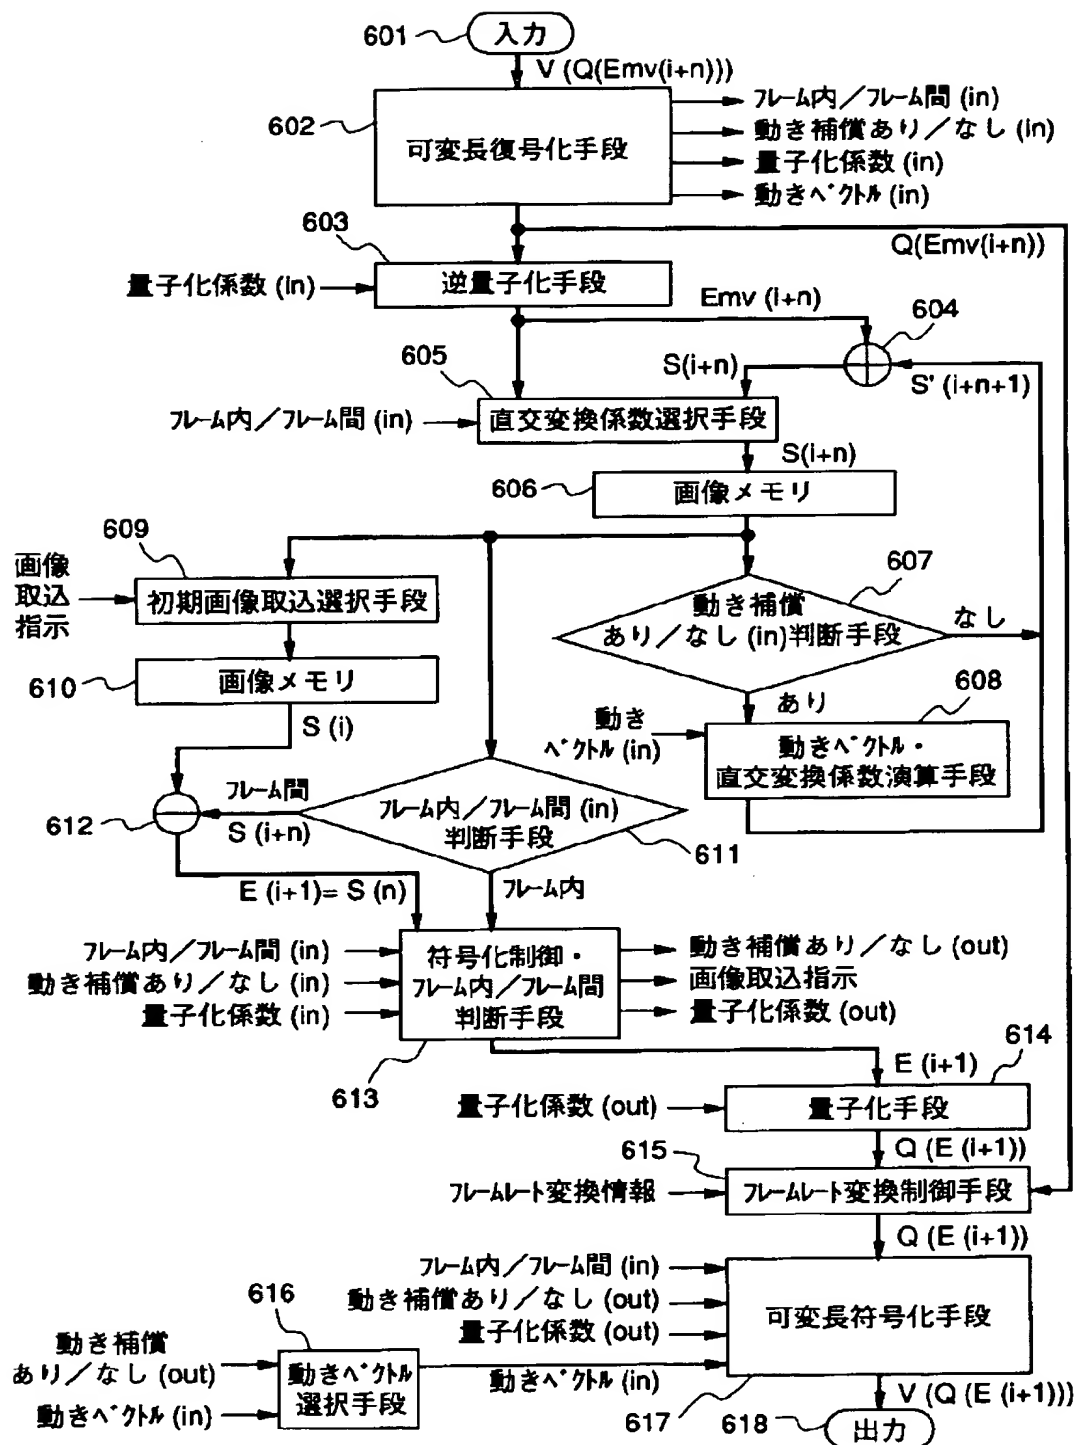 601
入力
V (Q(Emv(i+n)))
602
可変長復号化手段
フレーム内／フレーム間 (in)
動き補償あり／なし (in)
量子化係数 (in)
動きベクトル (in)
603
Q(Emv(i+n))
量子化係数 (in)
逆量子化手段
Emv (i+n)
604
605
S(i+n)
S' (i+n+1)
フレーム内／フレーム間 (in)
直交変換係数選択手段
S(i+n)
606
画像メモリ
609
607
画像
取込
指示
初期画像取込選択手段
動き補償
あり／なし (in)判断手段
なし
610
画像メモリ
あり
608
S (i)
動き
ベクトル (in)
動きベクトル・
直交変換係数演算手段
フレーム間
612
S (i+n)
フレーム内／フレーム間 (in)
判断手段
611
E (i+1)= S (n)
フレーム内
フレーム内／フレーム間 (in)
動き補償あり／なし (in)
量子化係数 (in)
符号化制御・
フレーム内／フレーム間
判断手段
動き補償あり／なし (out)
画像取込指示
量子化係数 (out)
613
E (i+1)
614
量子化係数 (out)
量子化手段
615
Q (E (i+1))
フレームレート変換情報
フレームレート変換制御手段
Q (E (i+1))
フレーム内／フレーム間 (in)
動き補償あり／なし (out)
量子化係数 (out)
可変長符号化手段
616
動き補償
あり／なし (out)
動きベクトル (in)
動きベクトル
選択手段
動きベクトル (in)
617
V (Q (E (i+1)))
618
出力